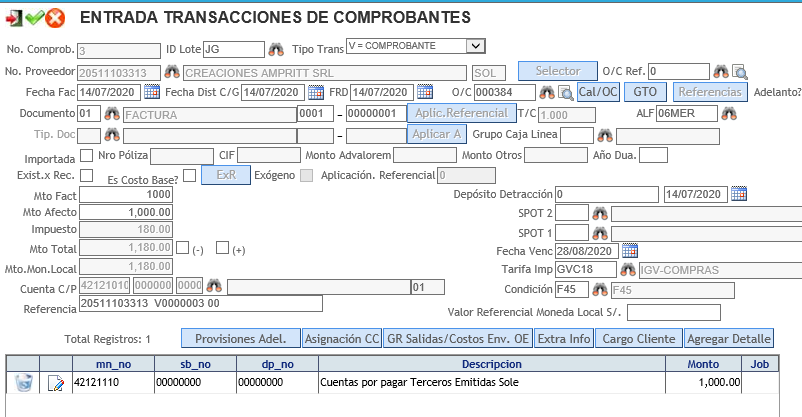 ENTRADA TRANSACCIONES DE COMPROBANTES
No. Comprob. 3 ID Lote JG Tipo Trans V = COMPROBANTE
No. Proveedor 20511103313 CREACIONES AMPRITT SRL SOL Selector O/C Ref. 0
Fecha Fac 14/07/2020 Fecha Dist C/G 14/07/2020 FRD 14/07/2020 O/C 000384 Cal/OC GTO Referencias Adelanto?
Documento 01 FACTURA 0001 - 00000001 Aplic.Referencial T/C 1.000 ALF 06MER
Tip. Doc - Aplicar A Grupo Caja Linea
Importada Nro Póliza CIF Monto Advalorem Monto Otros Año Dua.
Exist.x Rec. Es Costo Base? ExR Exógeno Aplicación. Referencial 0
Mto Fact 1000 Depósito Detracción 0 14/07/2020
Mto Afecto 1,000.00 SPOT 2
Impuesto 180.00 SPOT 1
Mto Total 1,180.00 (-) (+) Fecha Venc 28/08/2020
Mto.Mon.Local 1,180.00 Tarifa Imp GVC18 IGV-COMPRAS
Cuenta C/P 42121010 000000 0000 01 Condición F45 F45
Referencia 20511103313 V0000003 00 Valor Referencial Moneda Local S/.
Total Registros: 1 Provisiones Adel. Asignación CC GR Salidas/Costos Env. OE Extra Info Cargo Cliente Agregar Detalle
mn_no sb_no dp_no Descripcion Monto Job
42121110 00000000 00000000 Cuentas por pagar Terceros Emitidas Sole 1,000.00